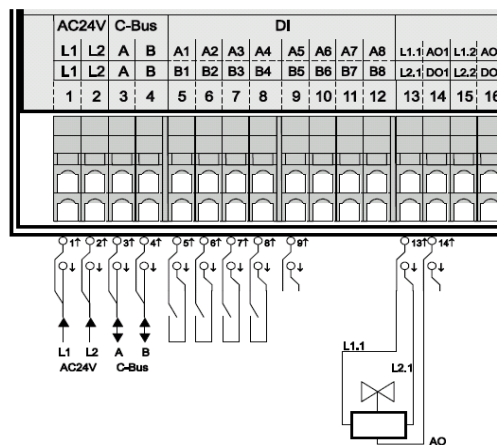 AC24V C-Bus DI
L1 L2 A B A1 A2 A3 A4 A5 A6 A7 A8 L1.1 AO1 L1.2 AO
L1 L2 A B B1 B2 B3 B4 B5 B6 B7 B8 L2.1 DO1 L2.2 DO
1 2 3 4 5 6 7 8 9 10 11 12 13 14 15 16
1↑ 2↑ 3↑ 4↑ 5↑ 6↑ 7↑ 8↑ 9↑ 13↑ 14↑
↓ ↓ ↓ ↓ ↓ ↓ ↓ ↓ ↓ ↓ ↓
L1 L2 A B L1.1
AC24V C-Bus L2.1
AO